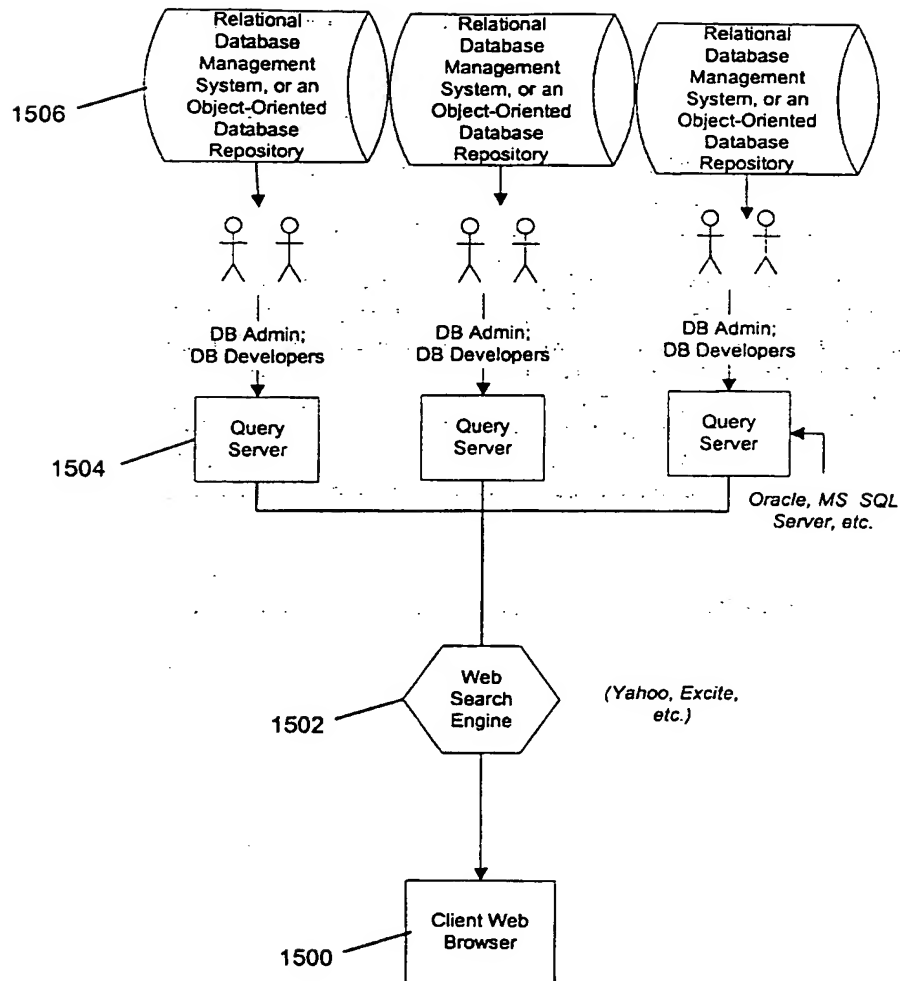 Relational
Database
Management
System, or an
Object-Oriented
Database
Repository
Relational
Database
Management
System, or an
Object-Oriented
Database
Repository
Relational
Database
Management
System, or an
Object-Oriented
Database
Repository
1506
DB Admin;
DB Developers
DB Admin;
DB Developers
DB Admin;
DB Developers
Query
Server
Query
Server
Query
Server
1504
Oracle, MS SQL
Server, etc.
Web
Search
Engine
(Yahoo, Excite,
etc.)
1502
Client Web
Browser
1500